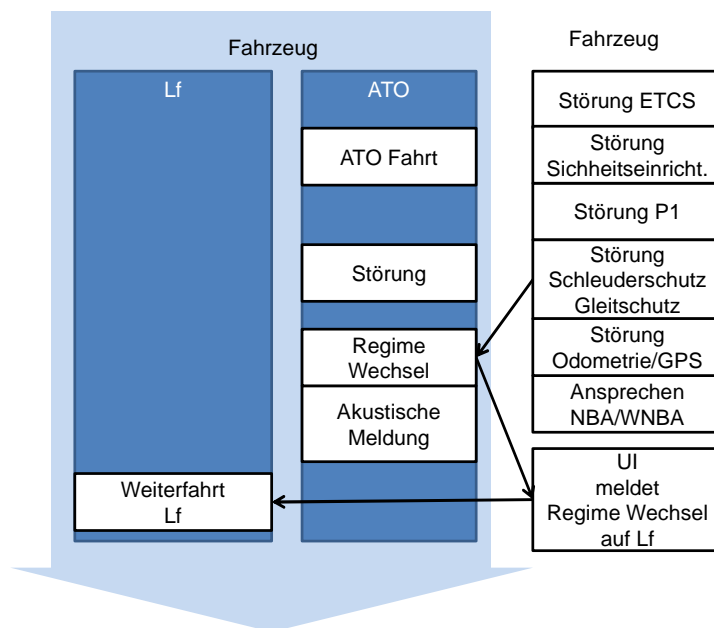 Fahrzeug
Lf
ATO
ATO Fahrt
Störung
Regime
Wechsel
Akustische
Meldung
Weiterfahrt
Lf
Fahrzeug
Störung ETCS
Störung
Sichheitseinricht.
Störung P1
Störung
Schleuderschutz
Gleitschutz
Störung
Odometrie/GPS
Ansprechen
NBA/WNBA
UI
meldet
Regime Wechsel
auf Lf